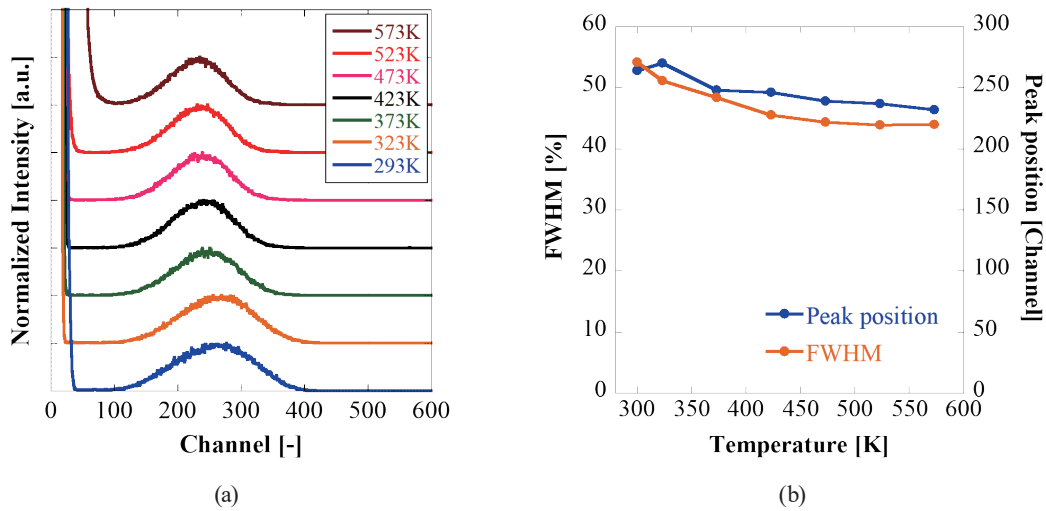 Normalized Intensity [a.u.]
573K
523K
473K
423K
373K
323K
293K
0 100 200 300 400 500 600
Channel [-]
(a)
FWHM [%]
60
50
40
30
20
10
0
300 350 400 450 500 550 600
Temperature [K]
Peak position
FWHM
300
250
200
150
100
50
0
Peak position [Channel]
(b)